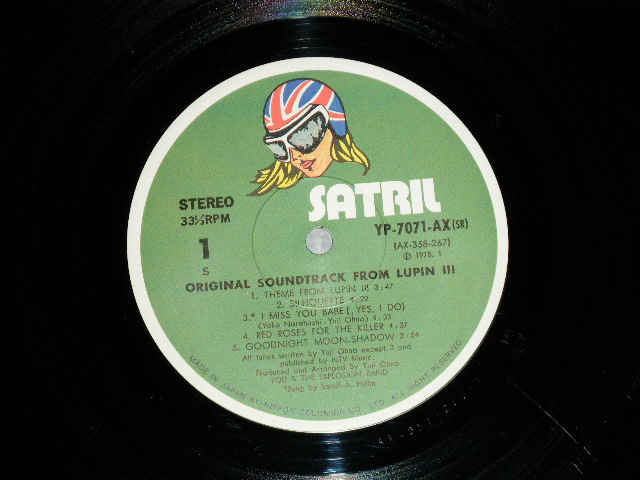 SATRIL
STEREO
33⅓RPM
YP-7071-AX(SR)
(AX-358-267)
℗ 1978. 1
1
S
ORIGINAL SOUNDTRACK FROM LUPIN III
1. THEME FROM LUPIN III 3:47
2. SILHOUETTE 4:22
3.* I MISS YOU BABE (, YES, I DO)
(Yoko Narahashi-Yuji Ohno) 4:33
4. RED ROSES FOR THE KILLER 4:37
5. GOODNIGHT MOON-SHADOW 2:54
All tunes written by Yuji Ohno except 3 and
published by NTV Music.
Produced and Arranged by Yuji Ohno
YOU & THE EXPLOSION BAND
*Sung by Sandi A. Hohn
MADE IN JAPAN BY NIPPON COLUMBIA CO. LTD. ALL RIGHT RESERVED